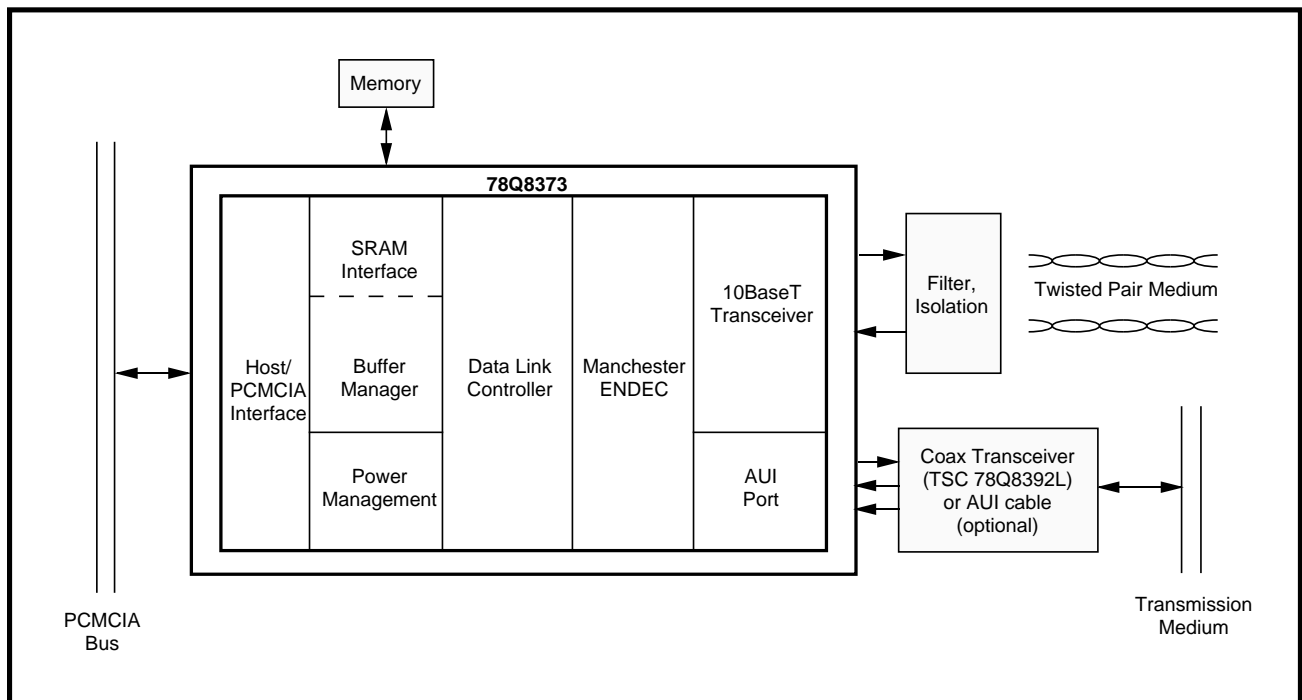 Memory
78Q8373
Host/
PCMCIA
Interface
SRAM
Interface
Buffer
Manager
Power
Management
Data Link
Controller
Manchester
ENDEC
10BaseT
Transceiver
AUI
Port
Filter,
Isolation
Twisted Pair Medium
Coax Transceiver
(TSC 78Q8392L)
or AUI cable
(optional)
PCMCIA
Bus
Transmission
Medium